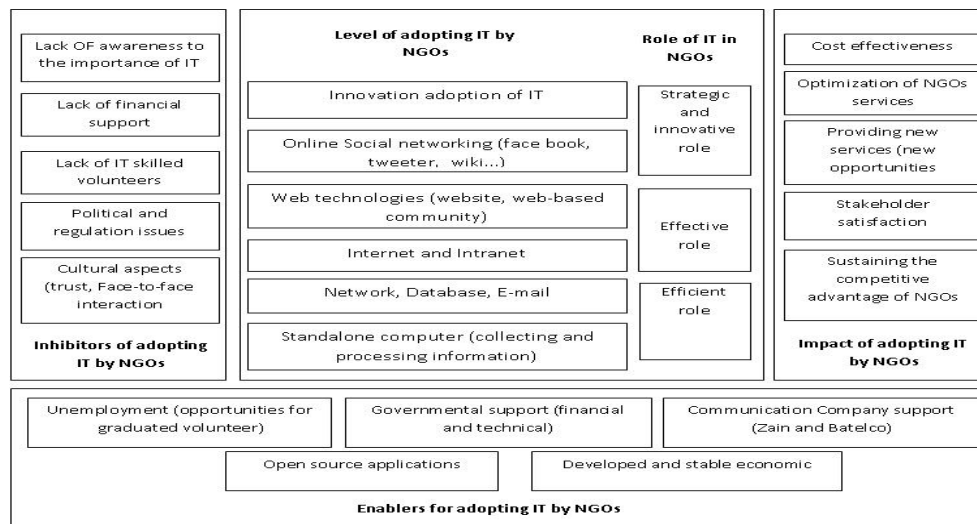 Lack OF awareness to
the importance of IT
Lack of financial
support
Lack of IT skilled
volunteers
Political and
regulation issues
Cultural aspects
(trust, Face-to-face
interaction
Inhibitors of adopting
IT by NGOs
Level of adopting IT by
NGOs
Innovation adoption of IT
Online Social networking (face book,
tweeter, wiki...)
Web technologies (website, web-based
community)
Internet and Intranet
Network, Database, E-mail
Standalone computer (collecting and
processing information)
Role of IT in
NGOs
Strategic
and
innovative
role
Effective
role
Efficient
role
Cost effectiveness
Optimization of NGOs
services
Providing new
services (new
opportunities
Stakeholder
satisfaction
Sustaining the
competitive
advantage of NGOs
Impact of adopting IT
by NGOs
Unemployment (opportunities for
graduated volunteer)
Governmental support (financial
and technical)
Communication Company support
(Zain and Batelco)
Open source applications
Developed and stable economic
Enablers for adopting IT by NGOs